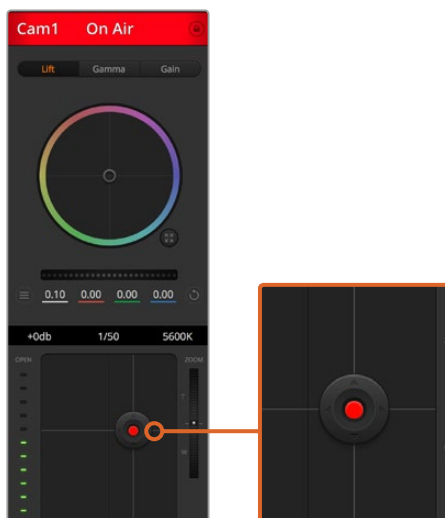 Cam1 On Air
Lift Gamma Gain
0.10 0.00 0.00 0.00
+0db 1/50 5600K
OPEN ZOOM
T
W